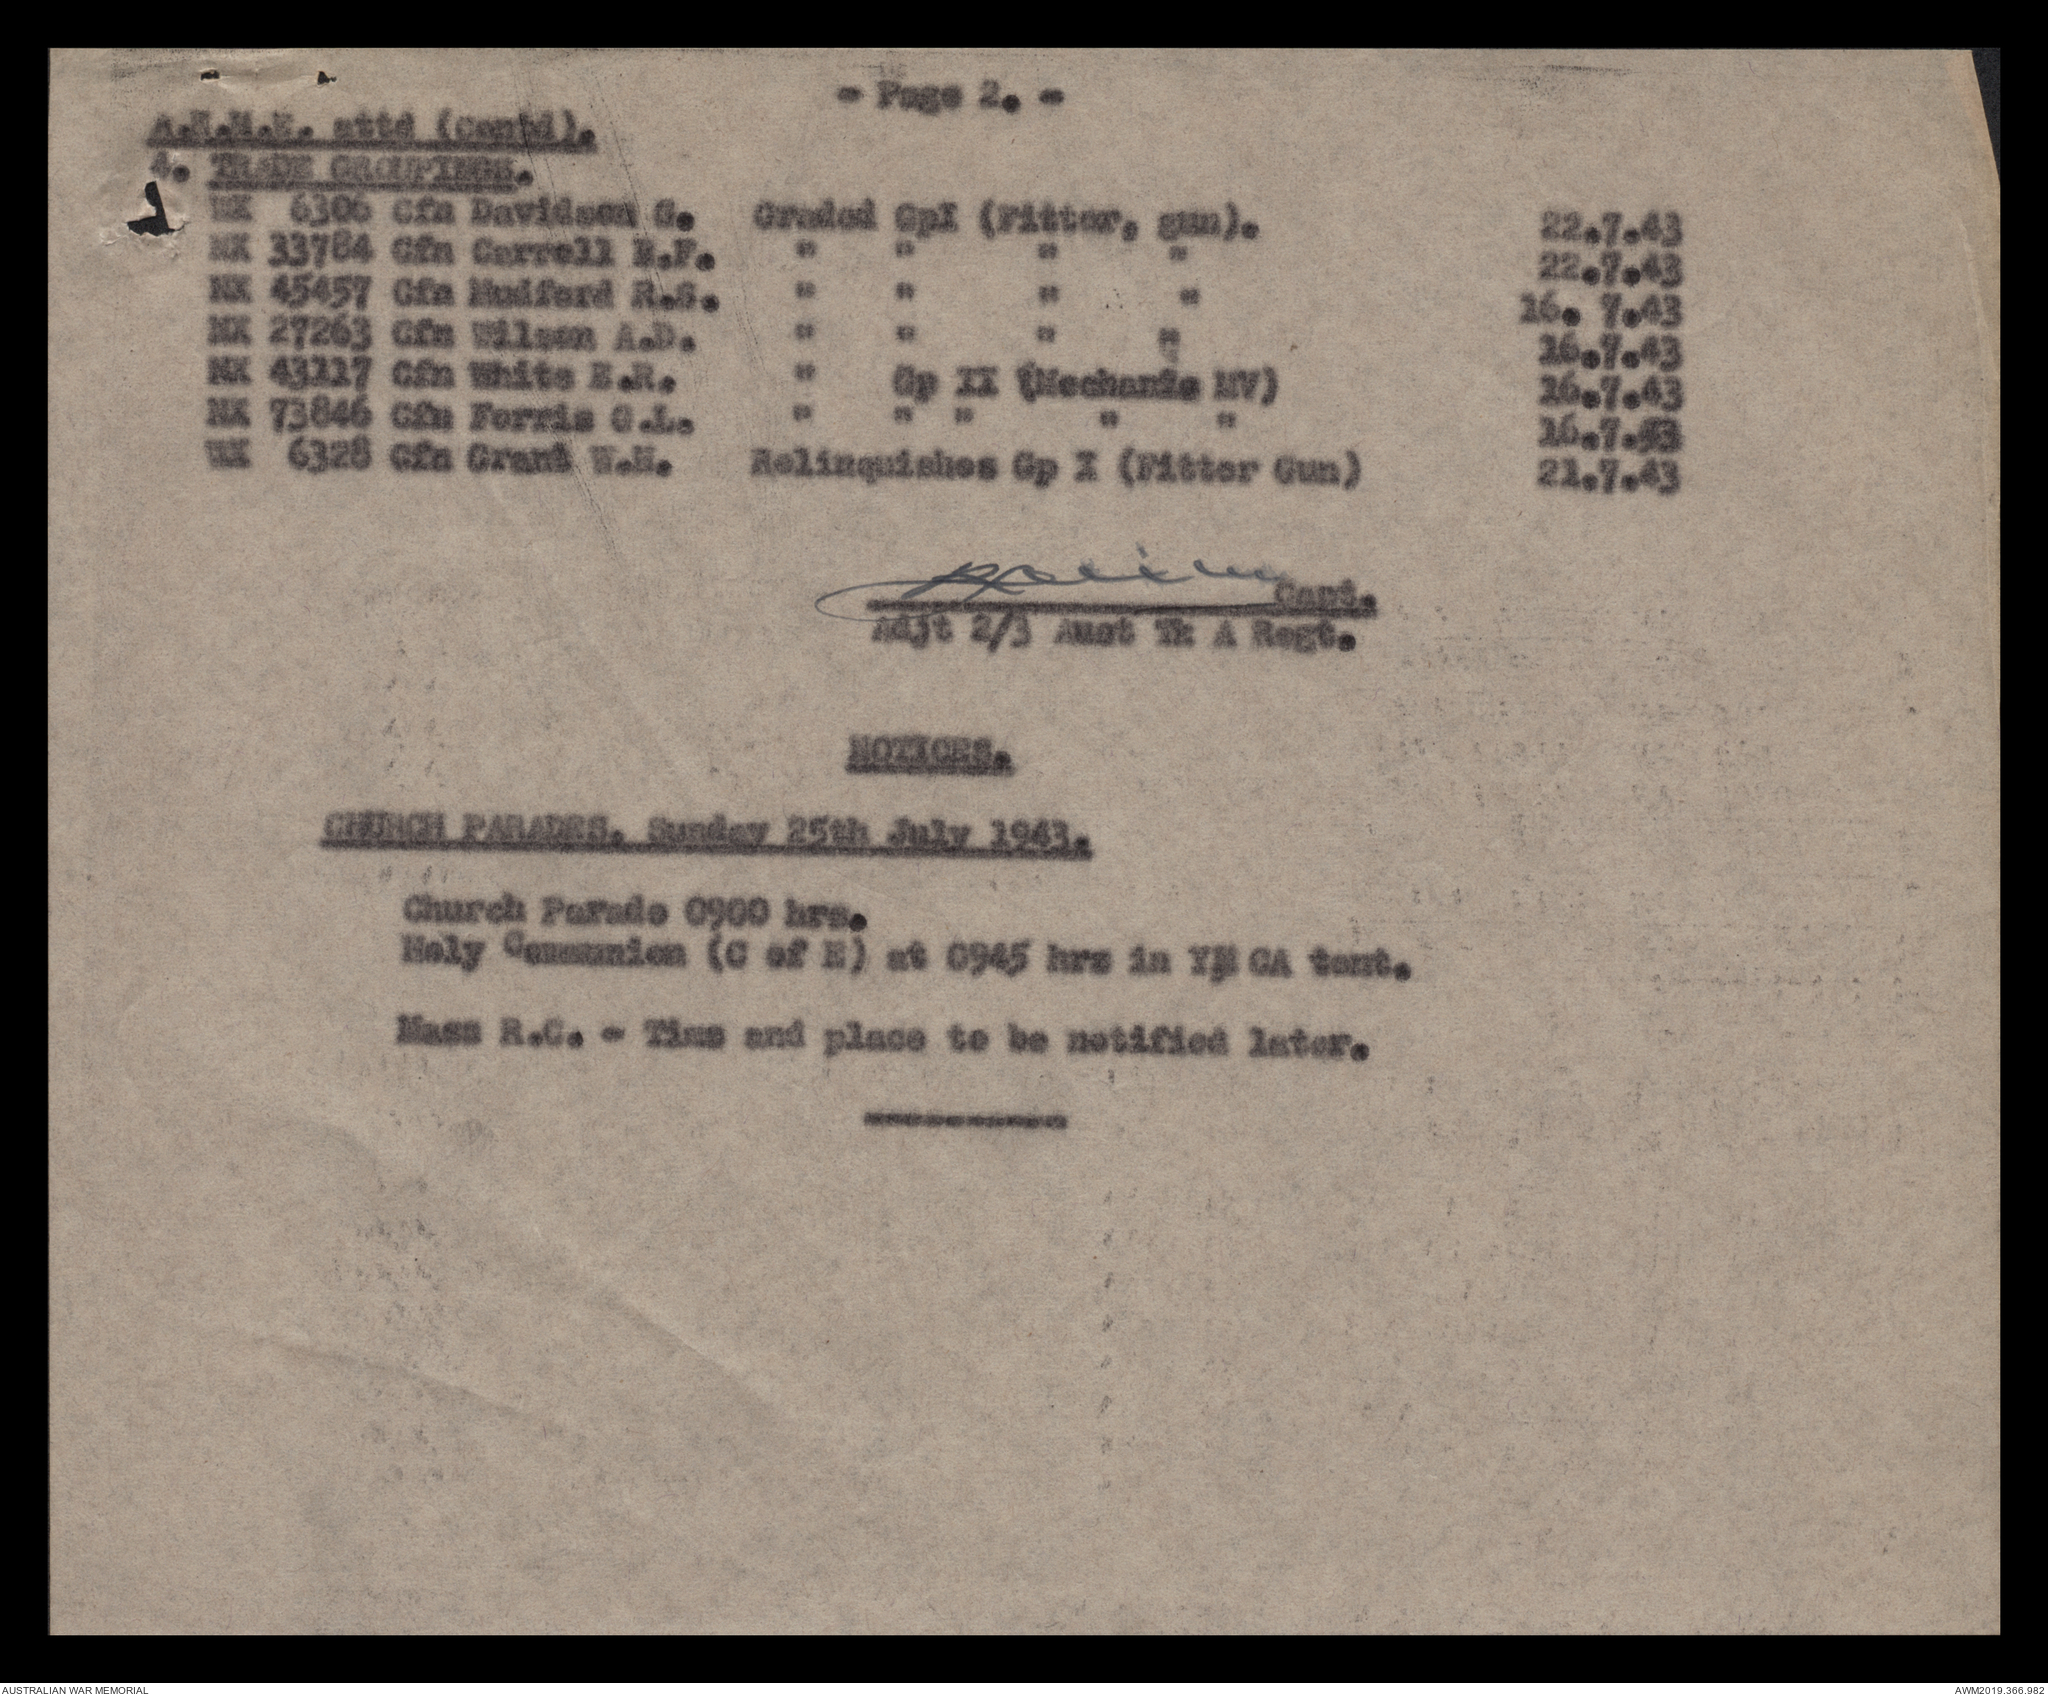 - Page 2. -
A.E.M.E. attd (Contd).
4. TRADE GROUPINGS.
6306 Cfn Davidson G. Graded GpI (Fitter, gun). 22.7.43
NX 33784 Cfn Carroll E.F. " " " " 22.7.43
NX 45457 Cfn Mudford R.S. " " " " 16. 7.43
NX 27263 Cfn Wilson A.D. " " " " 16.7.43
NX 43117 Cfn White E.R. " Gp II (Mechanic MV) 16.7.43
NX 73846 Cfn Ferris G.L. " " " " " 16.7.43
6328 Cfn Grant W.H. Relinquishes Gp I (Fitter Gun) 21.7.43
Capt.
Adjt 2/3 Aust Tk A Regt.
NOTICES.
CHURCH PARADES. Sunday 25th July 1943.
Church Parade 0900 hrs.
Holy Communion (C of E) at 0945 hrs in YM CA tent.
Mass R.C. - Time and place to be notified later.
AUSTRALIAN WAR MEMORIAL
AWM2019.366.982